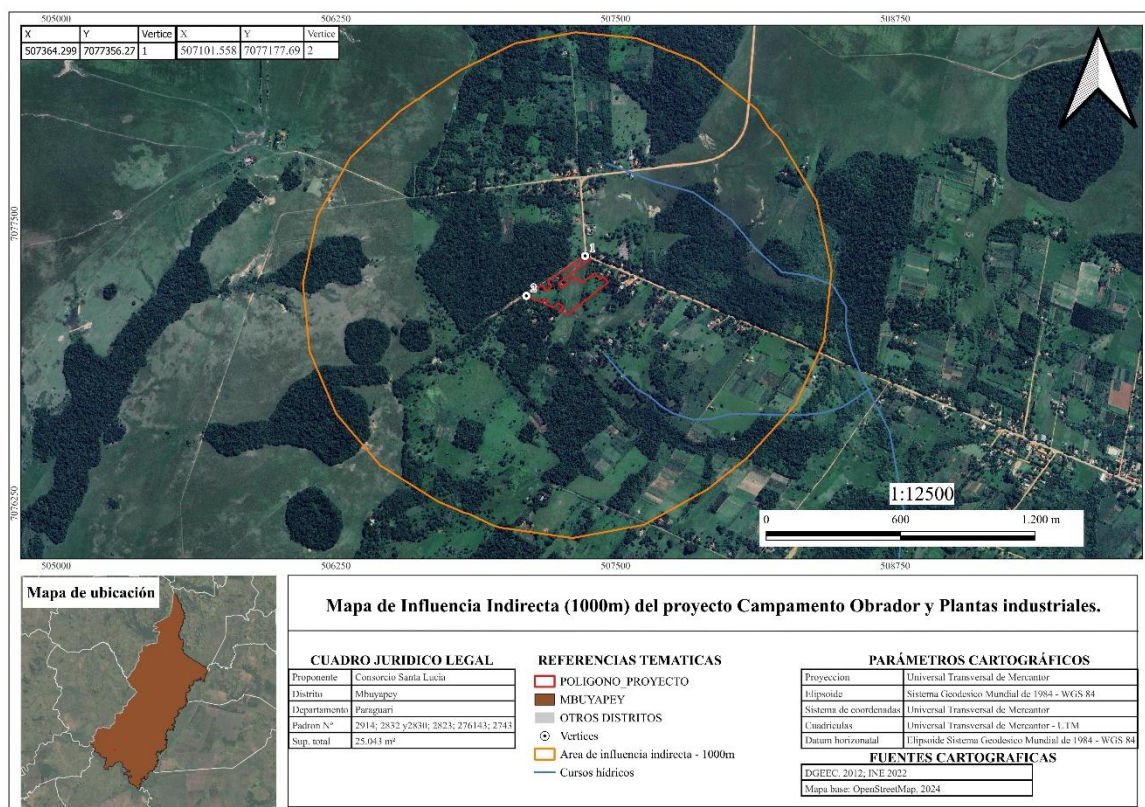 505000 506250 507500 508750
X Y Vertice X Y Vertice
507364.299 7077356.27 1 507101.558 7077177.69 2
7077500
1
2
7076250
1:12500
0 600 1.200 m
505000 506250 507500 508750
Mapa de ubicación
Mapa de Influencia Indirecta (1000m) del proyecto Campamento Obrador y Plantas industriales.
CUADRO JURIDICO LEGAL
Proponente Consorcio Santa Lucia
Distrito Mbuyapey
Departamento Paraguari
Padron Nº 2914; 2832 y2830; 2823; 276143; 2743
Sup. total 25.043 m²
REFERENCIAS TEMATICAS
POLIGONO_PROYECTO
MBUYAPEY
OTROS DISTRITOS
Vertices
Area de influencia indirecta - 1000m
Cursos hídricos
PARÁMETROS CARTOGRÁFICOS
Proyeccion Universal Transversal de Mercantor
Elipsoide Sistema Geodesico Mundial de 1984 - WGS 84
Sistema de coordenadas Universal Transversal de Mercantor
Cuadriculas Universal Transversal de Mercantor - UTM
Datum horizonatal Elipsoide Sistema Geodesico Mundial de 1984 - WGS 84
FUENTES CARTOGRAFICAS
DGEEC. 2012; INE 2022
Mapa base: OpenStreetMap. 2024